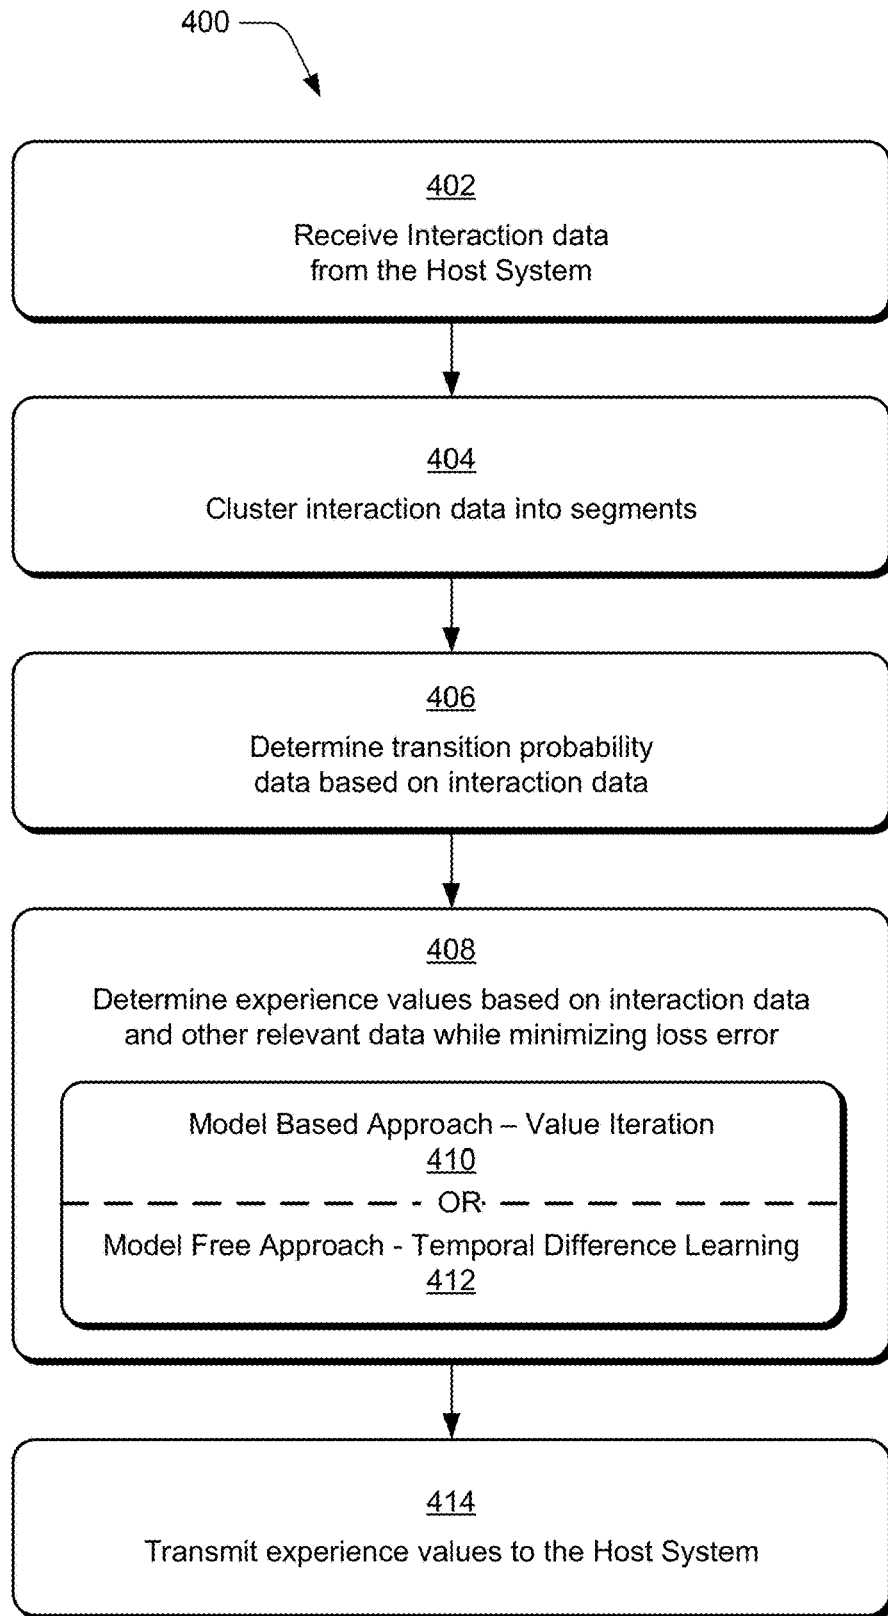 400
402
Receive Interaction data
from the Host System
404
Cluster interaction data into segments
406
Determine transition probability
data based on interaction data
408
Determine experience values based on interaction data
and other relevant data while minimizing loss error
Model Based Approach – Value Iteration
410
OR
Model Free Approach - Temporal Difference Learning
412
414
Transmit experience values to the Host System